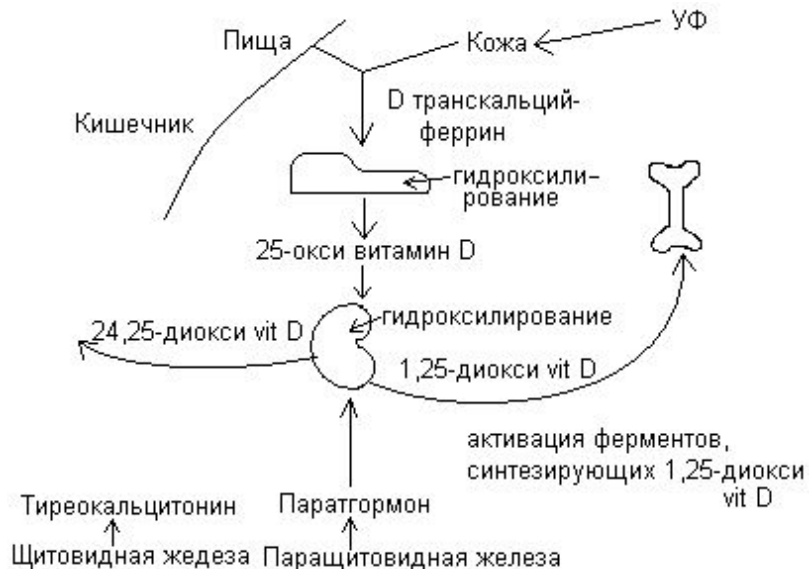 УФ
Пища
Кожа
Кишечник
D транскальций-
феррин
гидроксили-
рование
25-окси витамин D
гидроксилирование
24,25-диокси vit D
1,25-диокси vit D
активация ферментов,
синтезирующих 1,25-диокси
vit D
Тиреокальцитонин
Паратгормон
Щитовидная жедеза
Паращитовидная железа